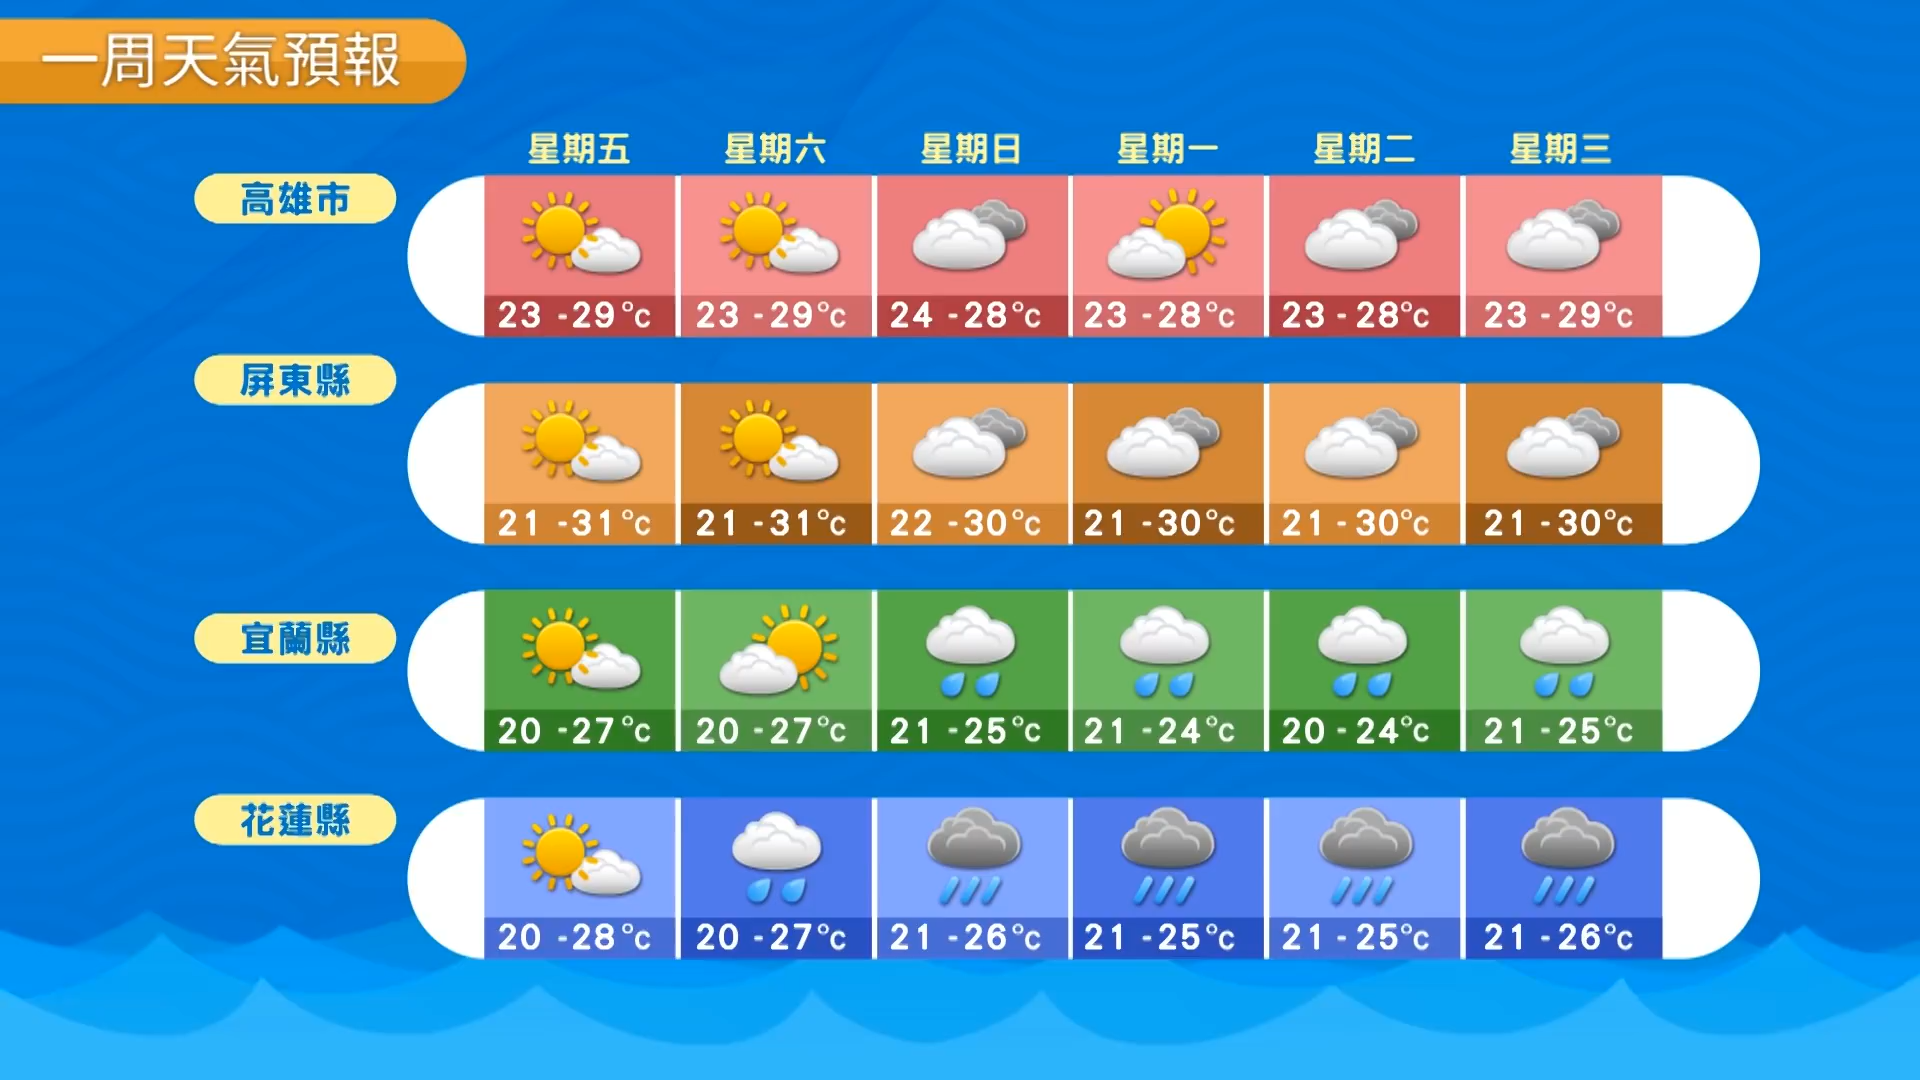 一周天氣預報
星期五 星期六 星期日 星期一 星期二 星期三
高雄市
23 -29℃ 23 -29℃ 24 -28℃ 23 -28℃ 23 - 28℃ 23 - 29℃
屏東縣
21 -31℃ 21 -31℃ 22 -30℃ 21 -30℃ 21 - 30℃ 21 - 30℃
宜蘭縣
20 -27℃ 20 -27℃ 21 -25℃ 21 -24℃ 20 - 24℃ 21 - 25℃
花蓮縣
20 -28℃ 20 -27℃ 21 -26℃ 21 -25℃ 21 - 25℃ 21 - 26℃